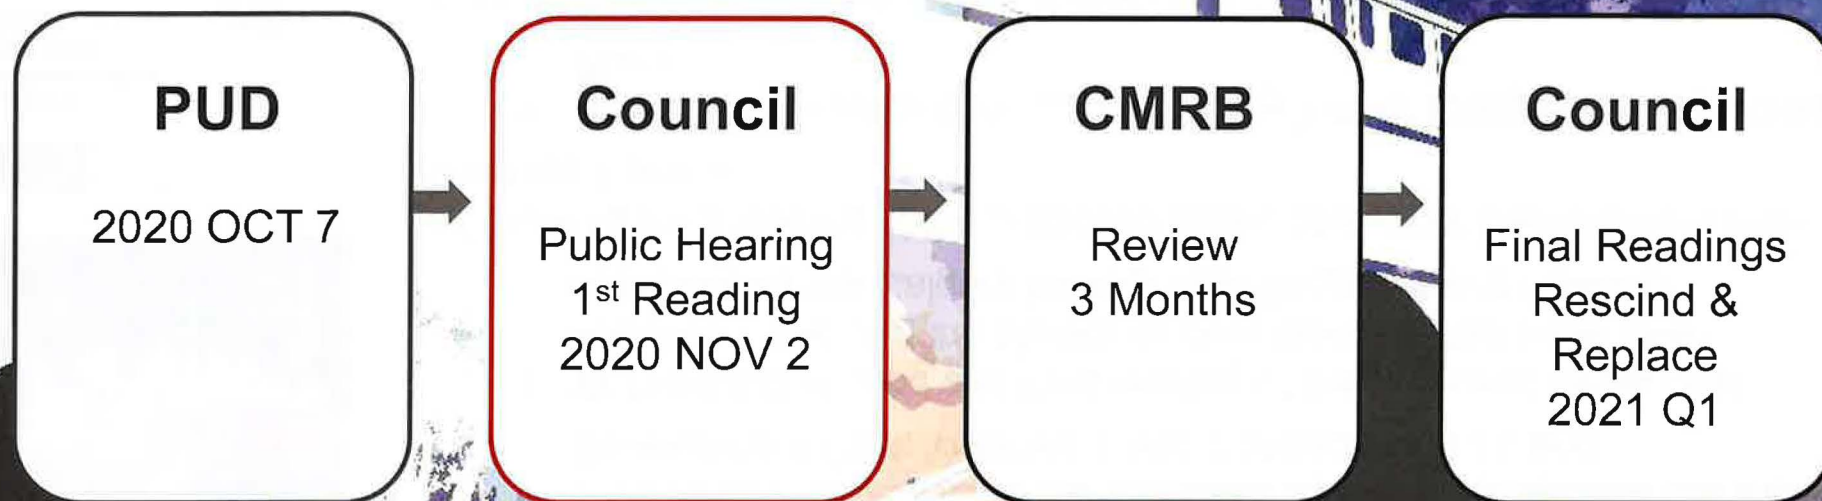 PUD
2020 OCT 7
Council
Public Hearing
1st Reading
2020 NOV 2
CMRB
Review
3 Months
Council
Final Readings
Rescind &
Replace
2021 Q1